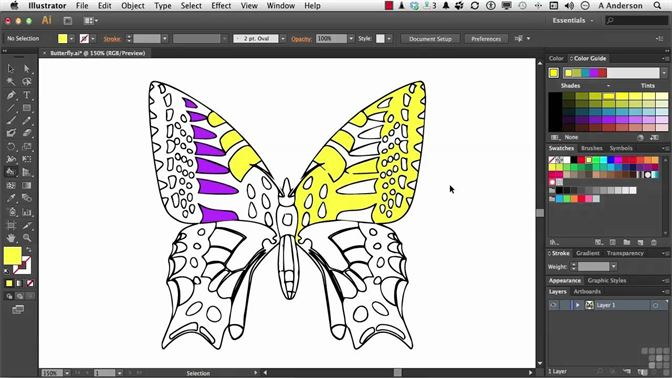 Illustrator File Edit Object Type Select Effect View Window Help A Anderson
Ai Essentials
No Selection 2 pt. Oval Opacity: 100% Style: Document Setup Preferences
Butterfly.ai* @ 150% (RGB/Preview)
Color Color Guide
Shades Tints
None
Swatches Brushes Symbols
Stroke Gradient Transparency
Weight:
Appearance Graphic Styles
Layers Artboards
Layer 1
1 Layer
150% 1 Selection